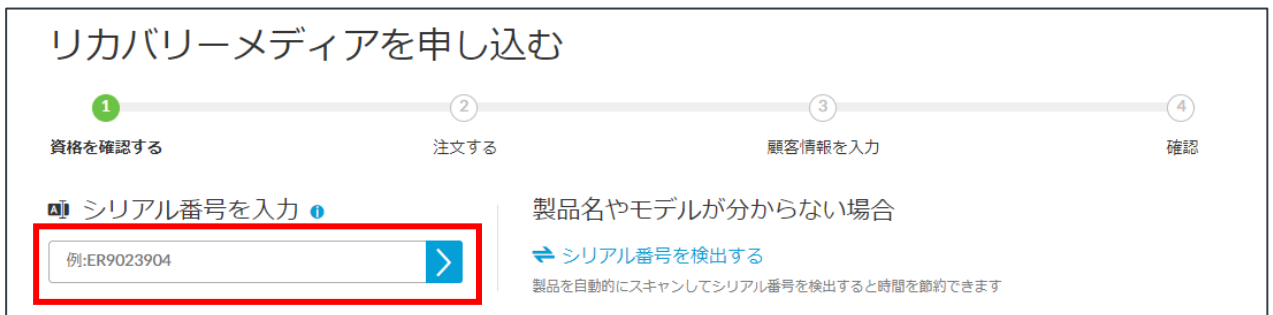 リカバリーメディアを申し込む
1
2
3
4
資格を確認する
注文する
顧客情報を入力
確認
シリアル番号を入力
例:ER9023904
製品名やモデルが分からない場合
シリアル番号を検出する
製品を自動的にスキャンしてシリアル番号を検出すると時間を節約できます